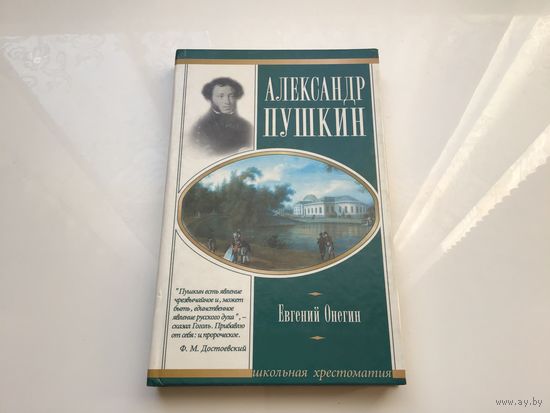 АЛЕКСАНДР
ПУШКИН
"Пушкин есть явление
чрезвычайное и, может
быть, единственное
явление русского духа", –
сказал Гоголь. Прибавлю
от себя: и пророческое.
Ф. М. Достоевский
Евгений Онегин
школьная хрестоматия
www.ay.by